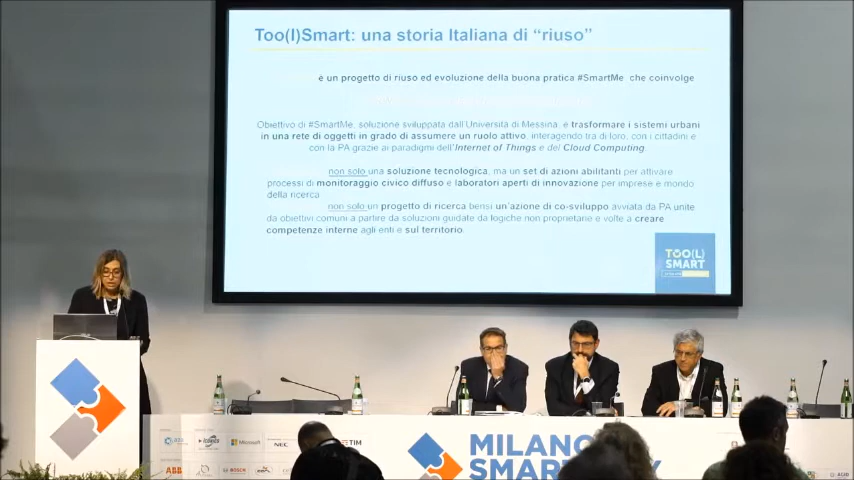 Too(l)Smart: una storia Italiana di “riuso”
è un progetto di riuso ed evoluzione della buona pratica #SmartMe, che coinvolge
Obiettivo di #SmartMe, soluzione sviluppata dall'Università di Messina, è trasformare i sistemi urbani
in una rete di oggetti in grado di assumere un ruolo attivo, interagendo tra di loro, con i cittadini e
con la PA grazie ai paradigmi dell'Internet of Things e del Cloud Computing.
non solo una soluzione tecnologica, ma un set di azioni abilitanti per attivare
processi di monitoraggio civico diffuso e laboratori aperti di innovazione per imprese e mondo
della ricerca
non solo un progetto di ricerca bensì un'azione di co-sviluppo avviata da PA unite
da obiettivi comuni a partire da soluzioni guidate da logiche non proprietarie e volte a creare
competenze interne agli enti e sul territorio.
TOO(L)
SMART
Microsoft
NEC
TIM
ABB
BOSCH
MILANO
SMART